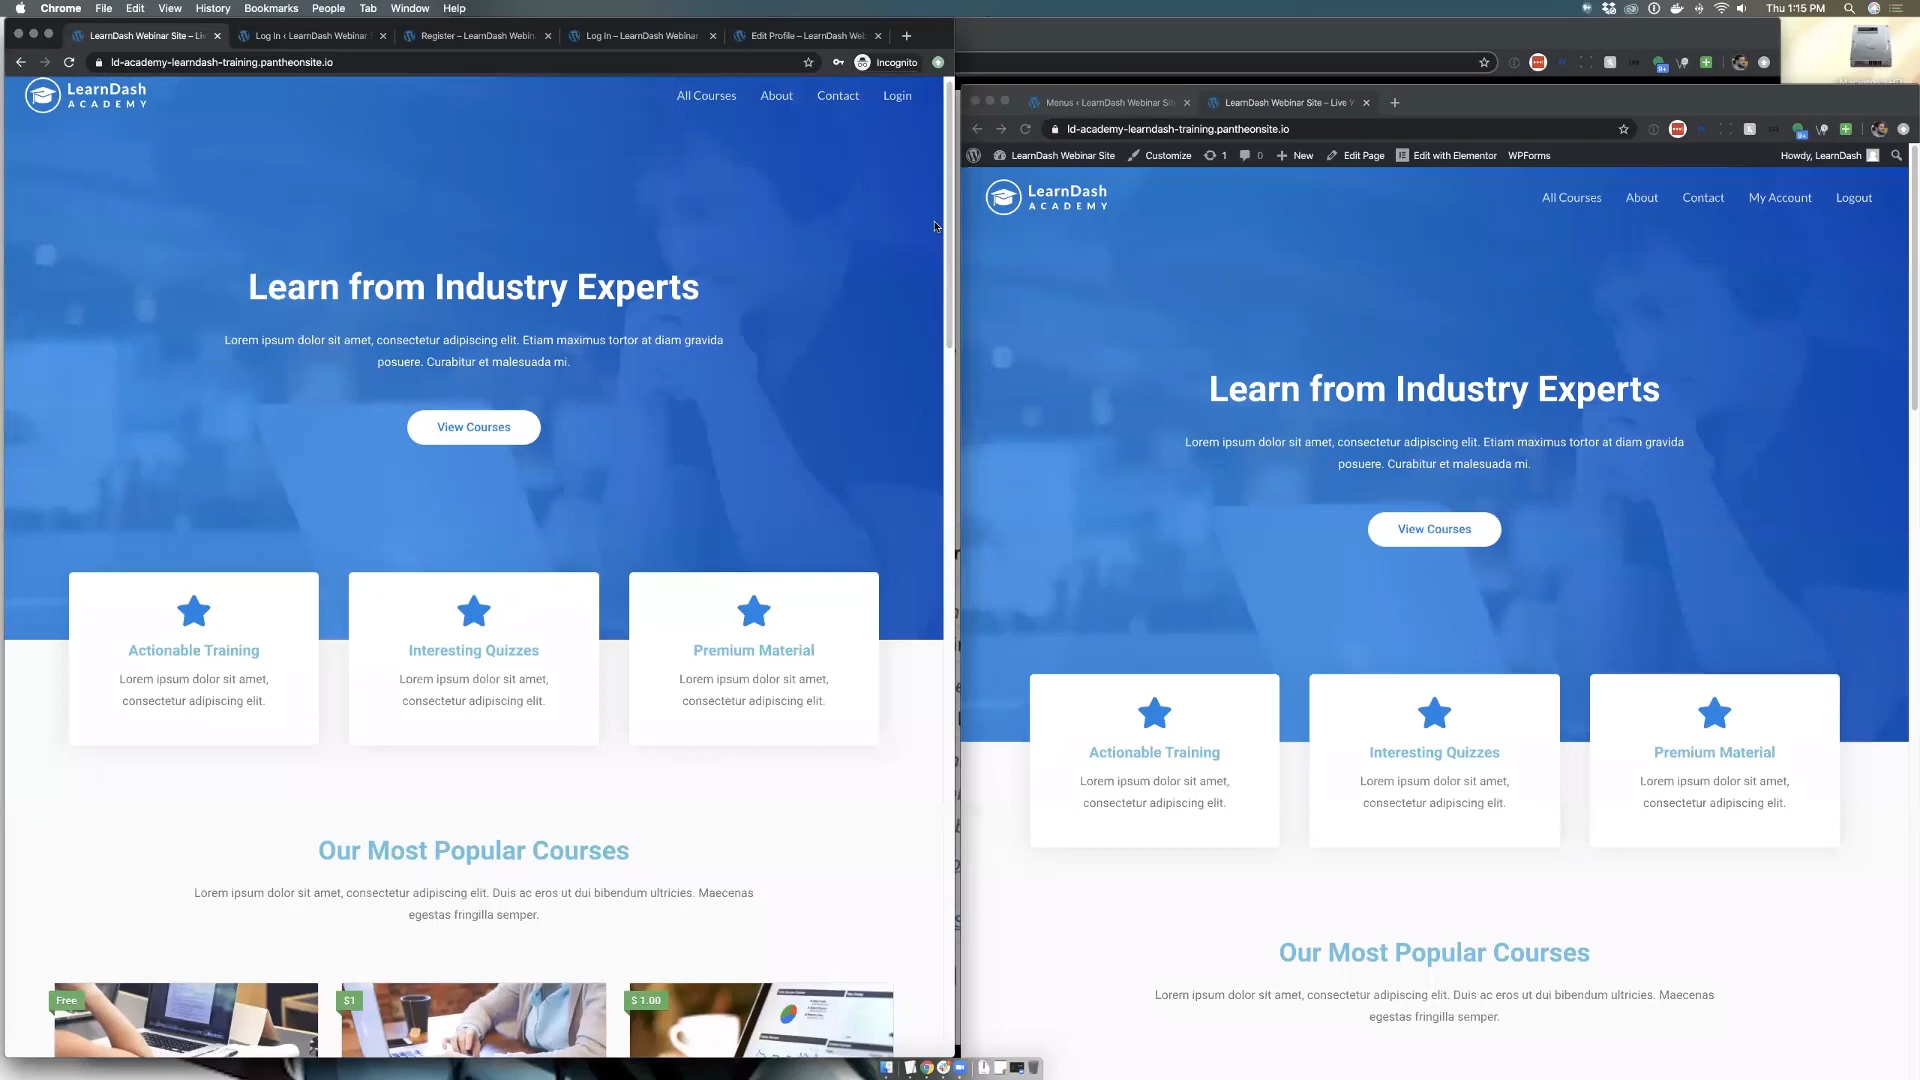 Chrome File Edit View History Bookmarks People Tab Window Help
Thu 1:15 PM
LearnDash Webinar Site – Li
Log In ‹ LearnDash Webinar
Register – LearnDash Webin
Log In – LearnDash Webinar
Edit Profile – LearnDash Web
ld-academy-learndash-training.pantheonsite.io
Incognito
LearnDash
ACADEMY
All Courses
About
Contact
Login
Learn from Industry Experts
Lorem ipsum dolor sit amet, consectetur adipiscing elit. Etiam maximus tortor at diam gravida
posuere. Curabitur et malesuada mi.
View Courses
Actionable Training
Lorem ipsum dolor sit amet,
consectetur adipiscing elit.
Interesting Quizzes
Lorem ipsum dolor sit amet,
consectetur adipiscing elit.
Premium Material
Lorem ipsum dolor sit amet,
consectetur adipiscing elit.
Our Most Popular Courses
Lorem ipsum dolor sit amet, consectetur adipiscing elit. Duis ac eros ut dui bibendum ultricies. Maecenas
egestas fringilla semper.
Free
$1
$ 1.00
Menus ‹ LearnDash Webinar Sit
LearnDash Webinar Site – Live
ld-academy-learndash-training.pantheonsite.io
LearnDash Webinar Site
Customize
1
0
New
Edit Page
Edit with Elementor
WPForms
Howdy, LearnDash
LearnDash
ACADEMY
All Courses
About
Contact
My Account
Logout
Learn from Industry Experts
Lorem ipsum dolor sit amet, consectetur adipiscing elit. Etiam maximus tortor at diam gravida
posuere. Curabitur et malesuada mi.
View Courses
Actionable Training
Lorem ipsum dolor sit amet,
consectetur adipiscing elit.
Interesting Quizzes
Lorem ipsum dolor sit amet,
consectetur adipiscing elit.
Premium Material
Lorem ipsum dolor sit amet,
consectetur adipiscing elit.
Our Most Popular Courses
Lorem ipsum dolor sit amet, consectetur adipiscing elit. Duis ac eros ut dui bibendum ultricies. Maecenas
egestas fringilla semper.